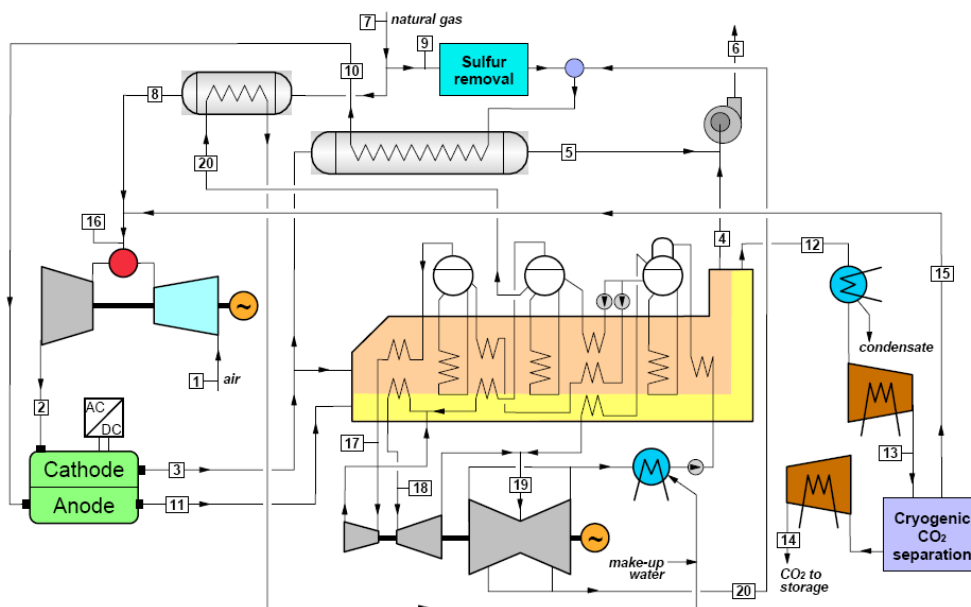 7
natural gas
9
Sulfur
removal
6
10
8
20
5
16
4
12
15
condensate
1
air
2
AC
DC
17
13
Cathode
3
18
19
Anode
11
14
Cryogenic
CO₂
separation
make-up
water
CO₂ to
storage
20
~
~